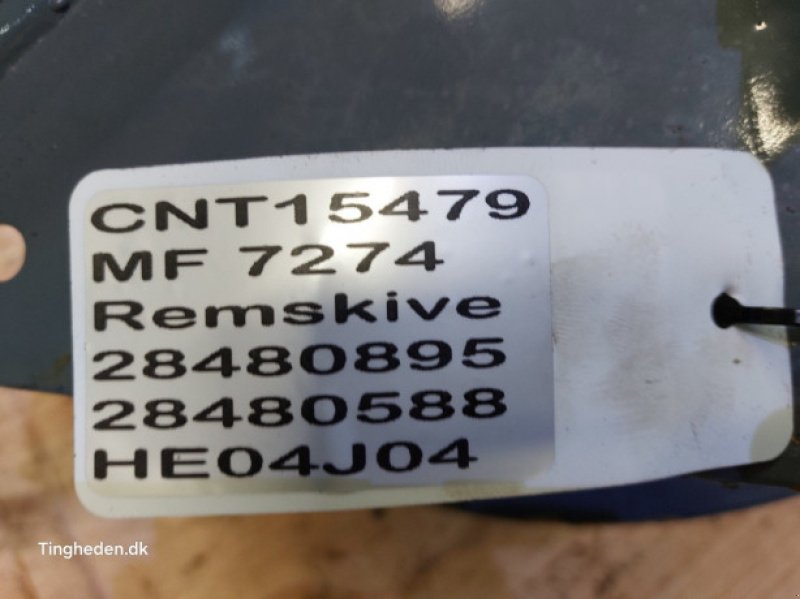 CNT15479
MF 7274
Remskive
28480895
28480588
HE04J04
Tingheden.dk